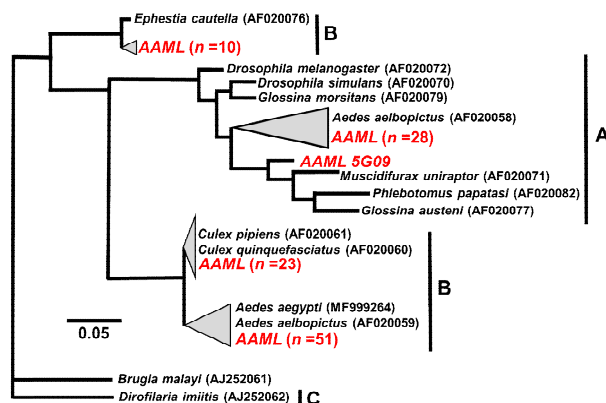 Ephestia cautella (AF020076)
AAML (n =10)
B
Drosophila melanogaster (AF020072)
Drosophila simulans (AF020070)
Glossina morsitans (AF020079)
Aedes aelbopictus (AF020058)
AAML (n =28)
A
AAML 5G09
Muscidifurax uniraptor (AF020071)
Phlebotomus papatasi (AF020082)
Glossina austeni (AF020077)
Culex pipiens (AF020061)
Culex quinquefasciatus (AF020060)
AAML (n =23)
B
Aedes aegypti (MF999264)
Aedes aelbopictus (AF020059)
AAML (n =51)
0.05
Brugia malayi (AJ252061)
Dirofilaria imiitis (AJ252062)
C